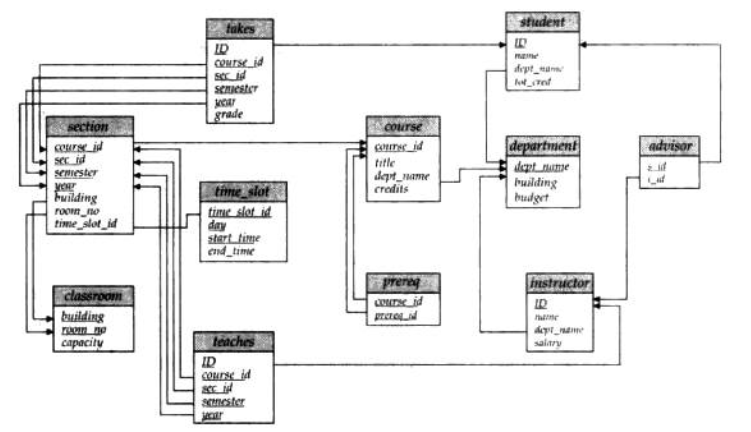 takes
ID
course_id
sec_id
semester
year
grade
student
ID
name
dept_name
tot_cred
section
course_id
sec_id
semester
year
building
room_no
time_slot_id
course
course_id
title
dept_name
credits
department
dept_name
building
budget
advisor
s_id
i_id
time_slot
time_slot_id
day
start_time
end_time
prereq
course_id
prereq_id
instructor
ID
name
dept_name
salary
classroom
building
room_no
capacity
teaches
ID
course_id
sec_id
semester
year